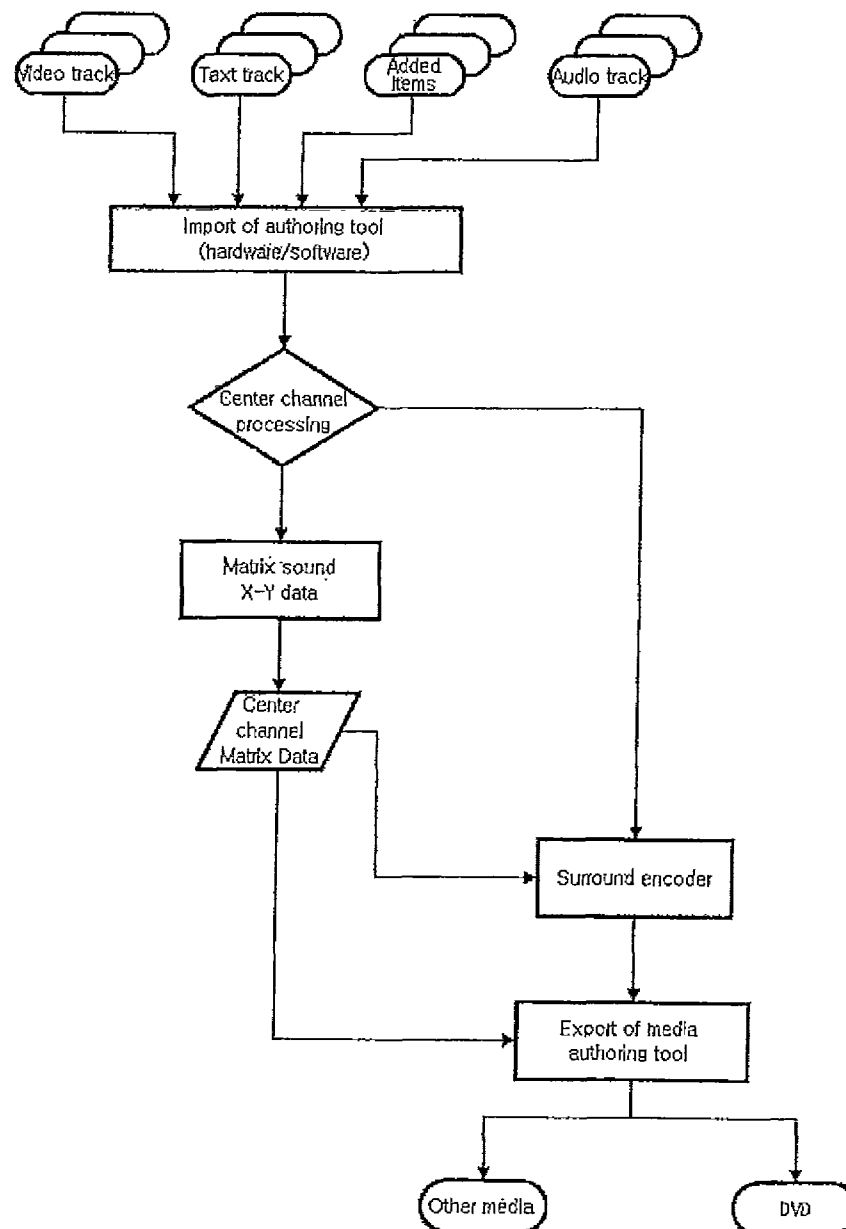 Video track
Text track
Added
Items
Audio track
Import of authoring tool
(hardware/software)
Center channel
processing
Matrix sound
X-Y data
Center
channel
Matrix Data
Surround encoder
Export of media
authoring tool
Other media
DVD